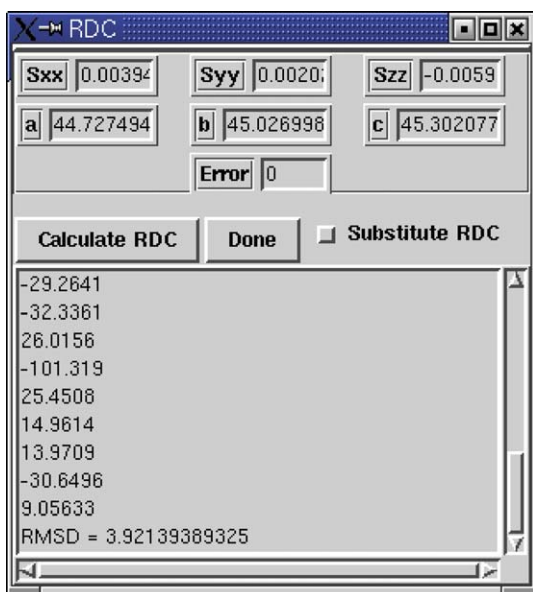 RDC
Sxx 0.00394 Syy 0.0020 Szz -0.0059
a 44.727494 b 45.026998 c 45.302077
Error 0
Calculate RDC Done Substitute RDC
-29.2641
-32.3361
26.0156
-101.319
25.4508
14.9614
13.9709
-30.6496
9.05633
RMSD = 3.92139389325